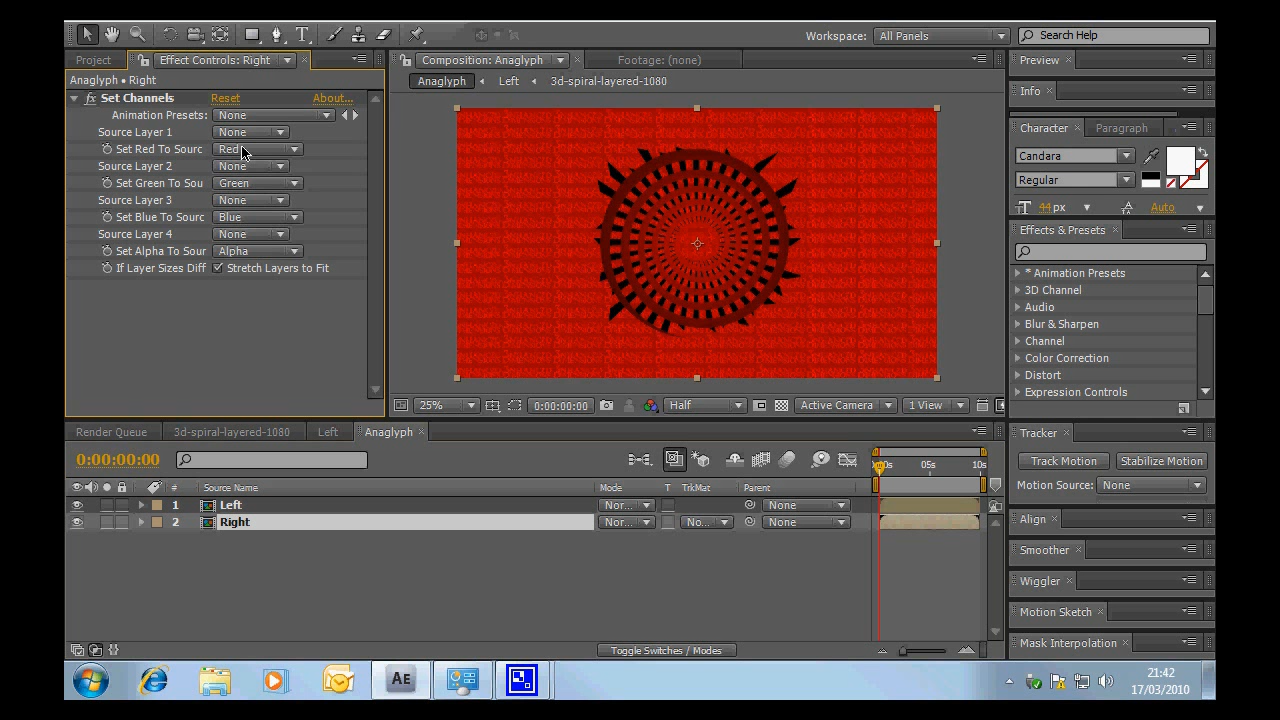 Workspace: All Panels Search Help
Project Effect Controls: Right
Anaglyph • Right
fx Set Channels Reset About...
Animation Presets: None
Source Layer 1 None
Set Red To Sourc Red
Source Layer 2 None
Set Green To Sou Green
Source Layer 3 None
Set Blue To Sourc Blue
Source Layer 4 None
Set Alpha To Sour Alpha
If Layer Sizes Diff Stretch Layers to Fit
Composition: Anaglyph Footage: (none)
Anaglyph Left 3d-spiral-layered-1080
25% 0:00:00:00 Half Active Camera 1 View
Preview
Info
Character Paragraph
Candara
Regular
T 44 px A Auto
Effects & Presets
* Animation Presets
3D Channel
Audio
Blur & Sharpen
Channel
Color Correction
Distort
Expression Controls
Render Queue 3d-spiral-layered-1080 Left Anaglyph
0:00:00:00
05s 10s
# Source Name Mode T TrkMat Parent
1 Left Nor... None
2 Right Nor... No... None
Toggle Switches / Modes
Tracker
Track Motion Stabilize Motion
Motion Source: None
Align
Smoother
Wiggler
Motion Sketch
Mask Interpolation
AE
21:42
17/03/2010